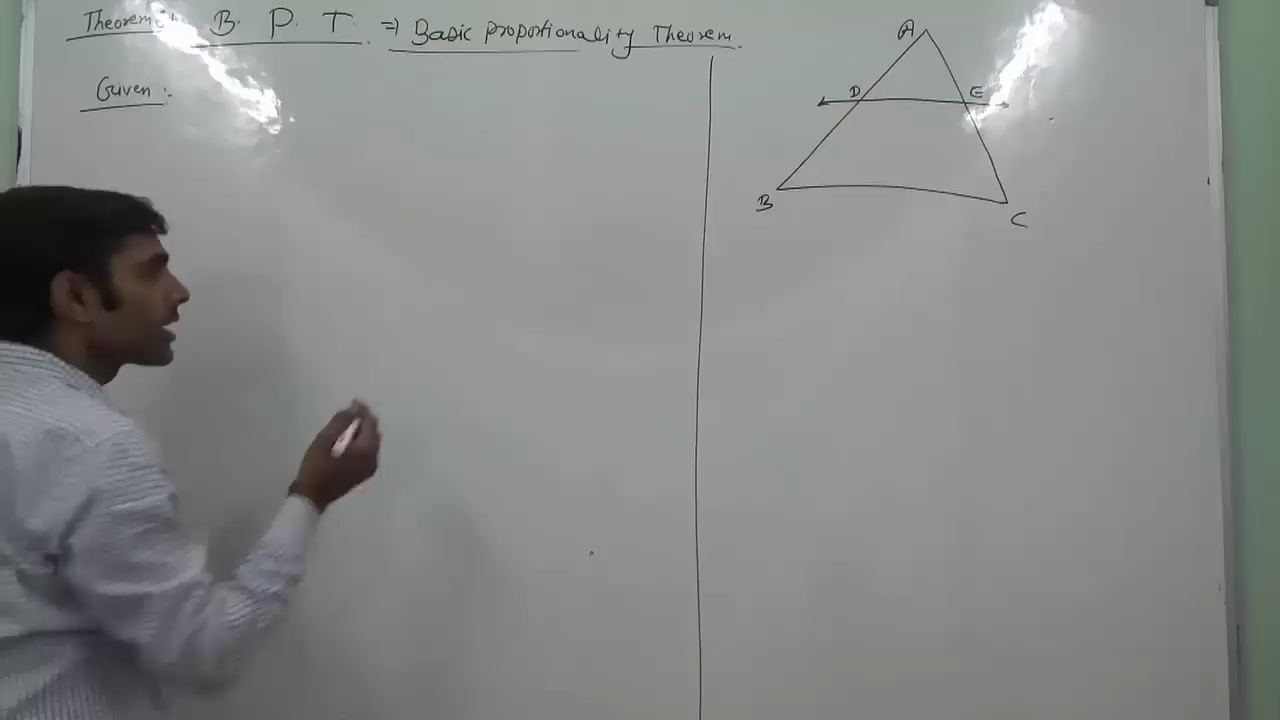 Theorem: B. P. T. ⇒ Basic proportionality Theorem.
Given:
A
D E
B
C